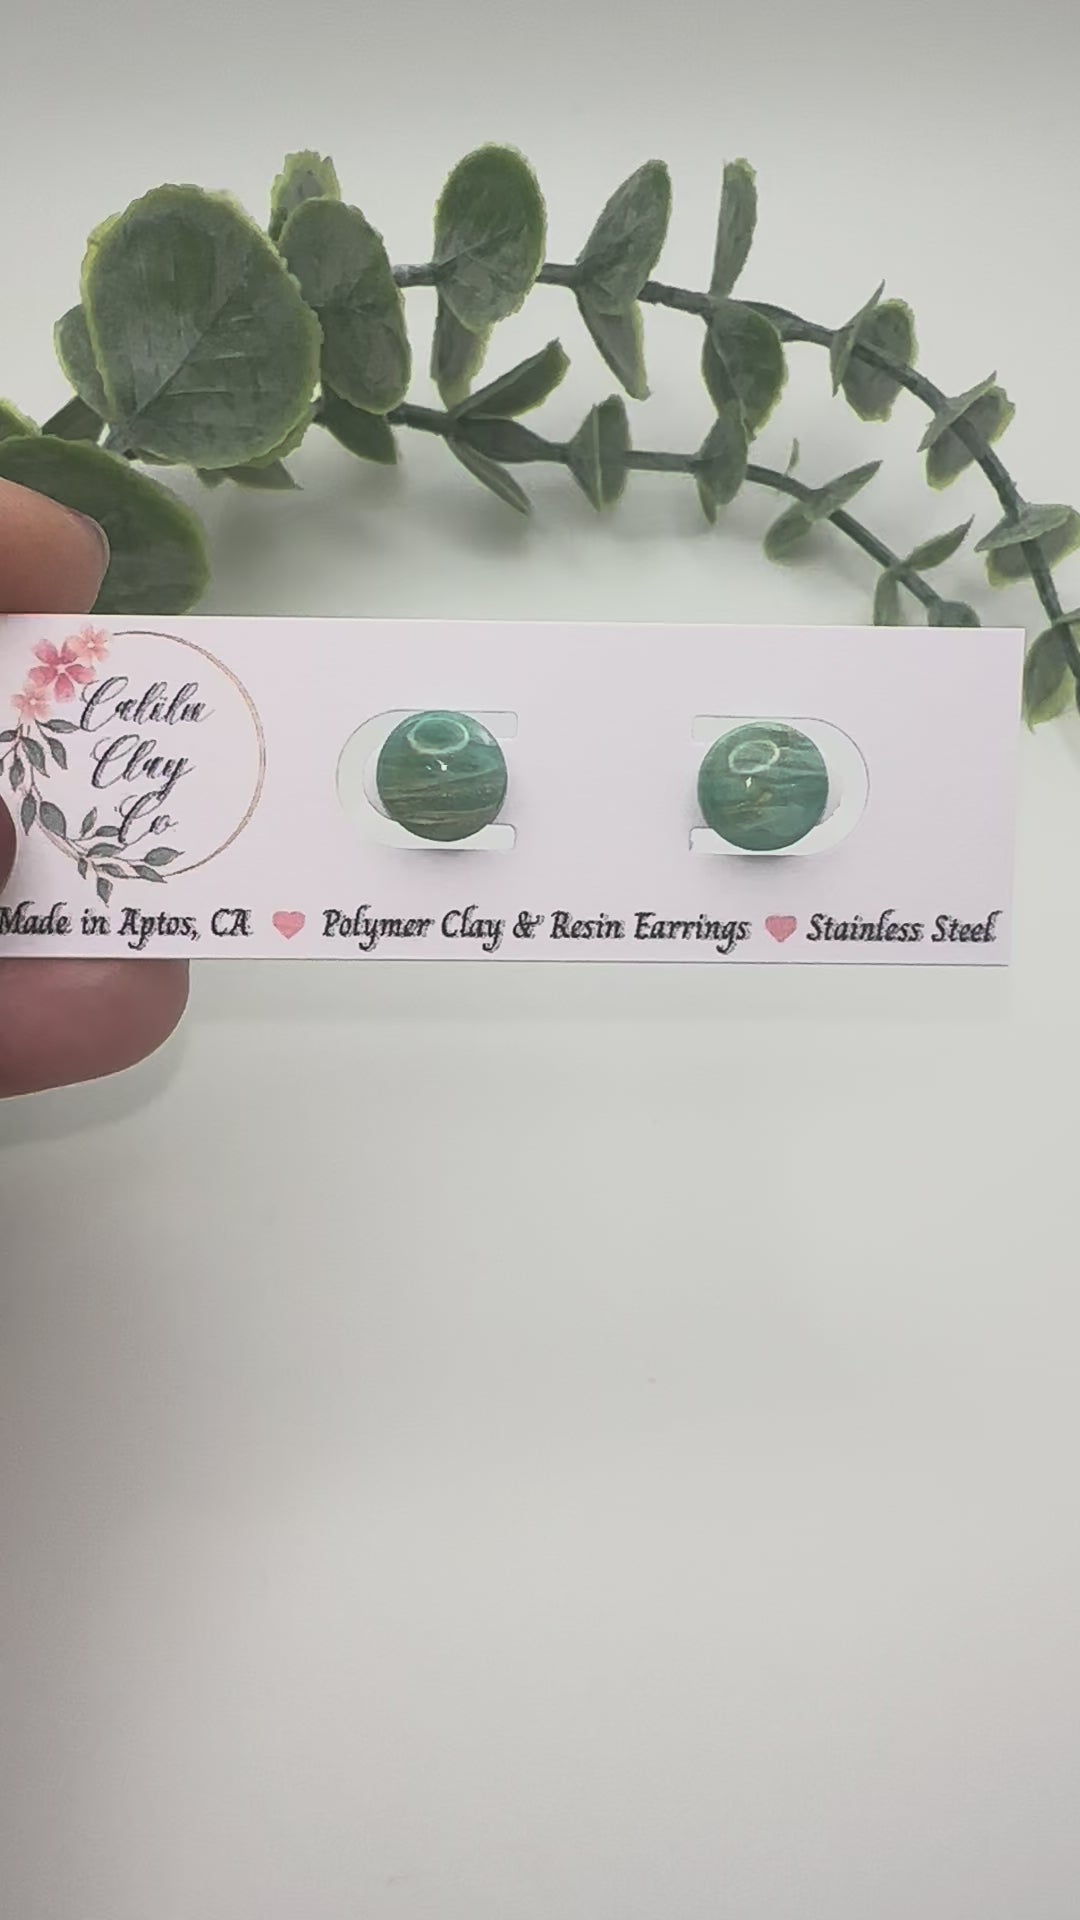 Calilu
Clay
Co
Made in Aptos, CA ♥ Polymer Clay & Resin Earrings ♥ Stainless Steel